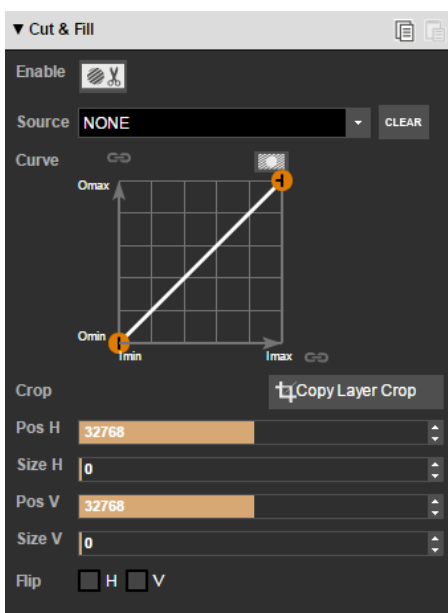 ▼ Cut & Fill
Enable
Source NONE CLEAR
Curve
Omax
Omin
Imin Imax
Crop Copy Layer Crop
Pos H 32768
Size H 0
Pos V 32768
Size V 0
Flip H V